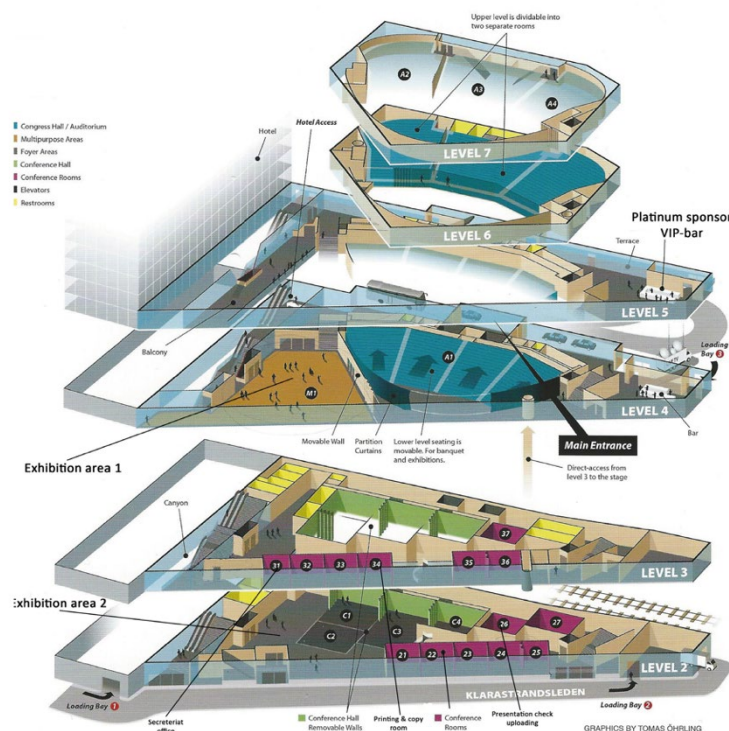 Upper level is dividable into
two separate rooms
A2
A3
A4
Congress Hall / Auditorium
Multipurpose Areas
Foyer Areas
Conference Hall
Conference Rooms
Elevators
Restrooms
Hotel
Hotel Access
LEVEL 7
LEVEL 6
Platinum sponsor
VIP-bar
Terrace
LEVEL 5
Balcony
Loading
Bay 3
A1
M1
LEVEL 4
Movable Wall
Partition
Curtains
Lower level seating is
movable. For banquet
and exhibitions.
Main Entrance
Bar
Exhibition area 1
Direct-access from
level 3 to the stage
Canyon
37
31
32
33
34
35
36
LEVEL 3
Exhibition area 2
C1
C2
C3
C4
26
27
21
22
23
24
25
LEVEL 2
Loading Bay 1
KLARASTRANDSLEDEN
Loading Bay 2
Secreteriat
office
Conference Hall
Removable Walls
Printing & copy
room
Conference
Rooms
Presentation check
uploading
GRAPHICS BY TOMAS ÖHRLING